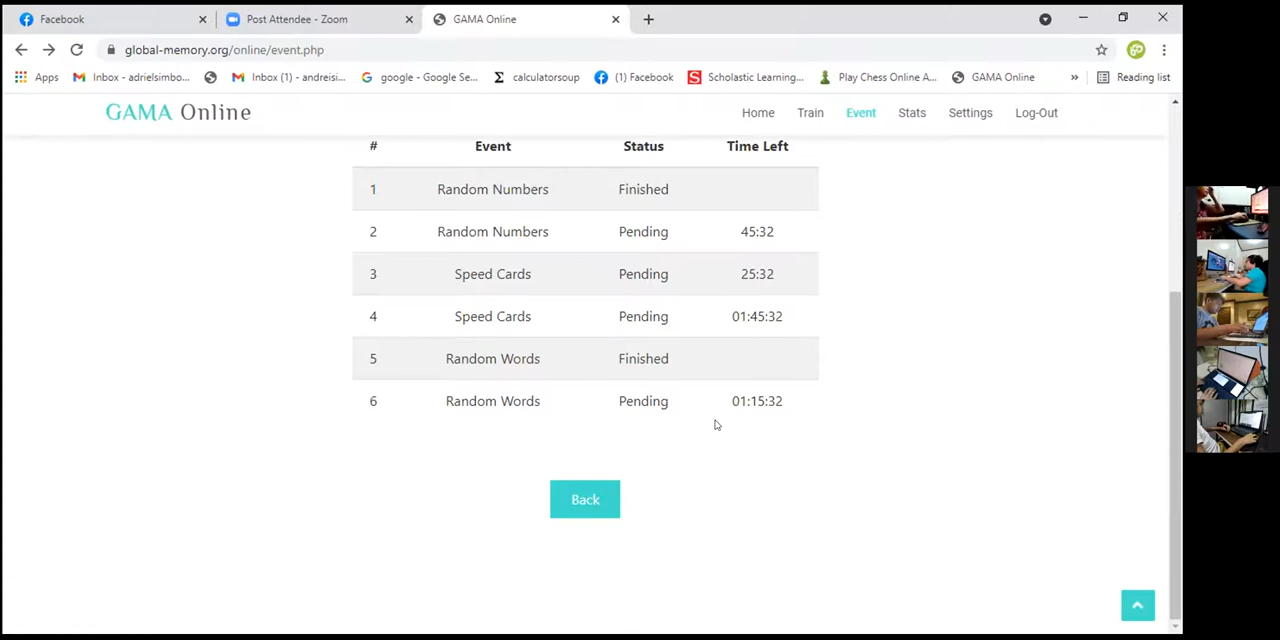 Facebook
Post Attendee - Zoom
GAMA Online
global-memory.org/online/event.php
Apps
Inbox - adrielsimbo...
Inbox (1) - andreisi...
google - Google Se...
calculatorsoup
(1) Facebook
Scholastic Learning...
Play Chess Online A...
GAMA Online
Reading list
GAMA Online
Home Train Event Stats Settings Log-Out
# Event Status Time Left
1 Random Numbers Finished
2 Random Numbers Pending 45:32
3 Speed Cards Pending 25:32
4 Speed Cards Pending 01:45:32
5 Random Words Finished
6 Random Words Pending 01:15:32
Back